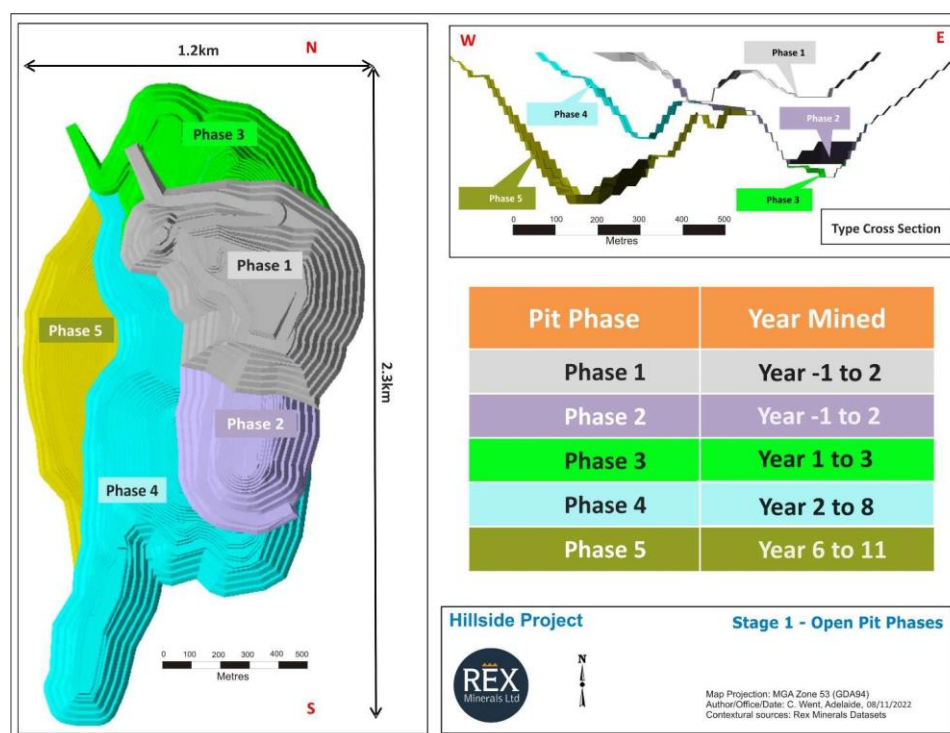 1.2km
N
Phase 3
Phase 1
Phase 5
2.3km
Phase 2
Phase 4
0 100 200 300 400 500
Metres
S
W
E
Phase 1
Phase 4
Phase 2
Phase 5
Phase 3
0 100 200 300 400 500
Metres
Type Cross Section
Pit Phase Year Mined
Phase 1 Year -1 to 2
Phase 2 Year -1 to 2
Phase 3 Year 1 to 3
Phase 4 Year 2 to 8
Phase 5 Year 6 to 11
Hillside Project
Stage 1 - Open Pit Phases
REX
Minerals Ltd
N
Map Projection: MGA Zone 53 (GDA94)
Author/Office/Date: C. Went, Adelaide, 08/11/2022
Contextural sources: Rex Minerals Datasets